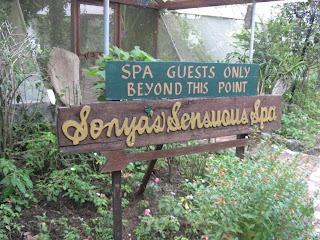 SPA GUESTS ONLY
BEYOND THIS POINT
Sonya's Sensuous Spa